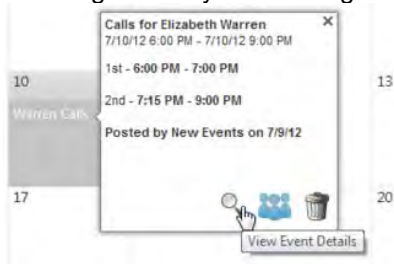 Calls for Elizabeth Warren
7/10/12 6:00 PM - 7/10/12 9:00 PM
1st - 6:00 PM - 7:00 PM
10
13
2nd - 7:15 PM - 9:00 PM
Warren Calls
Posted by New Events on 7/9/12
17
20
View Event Details